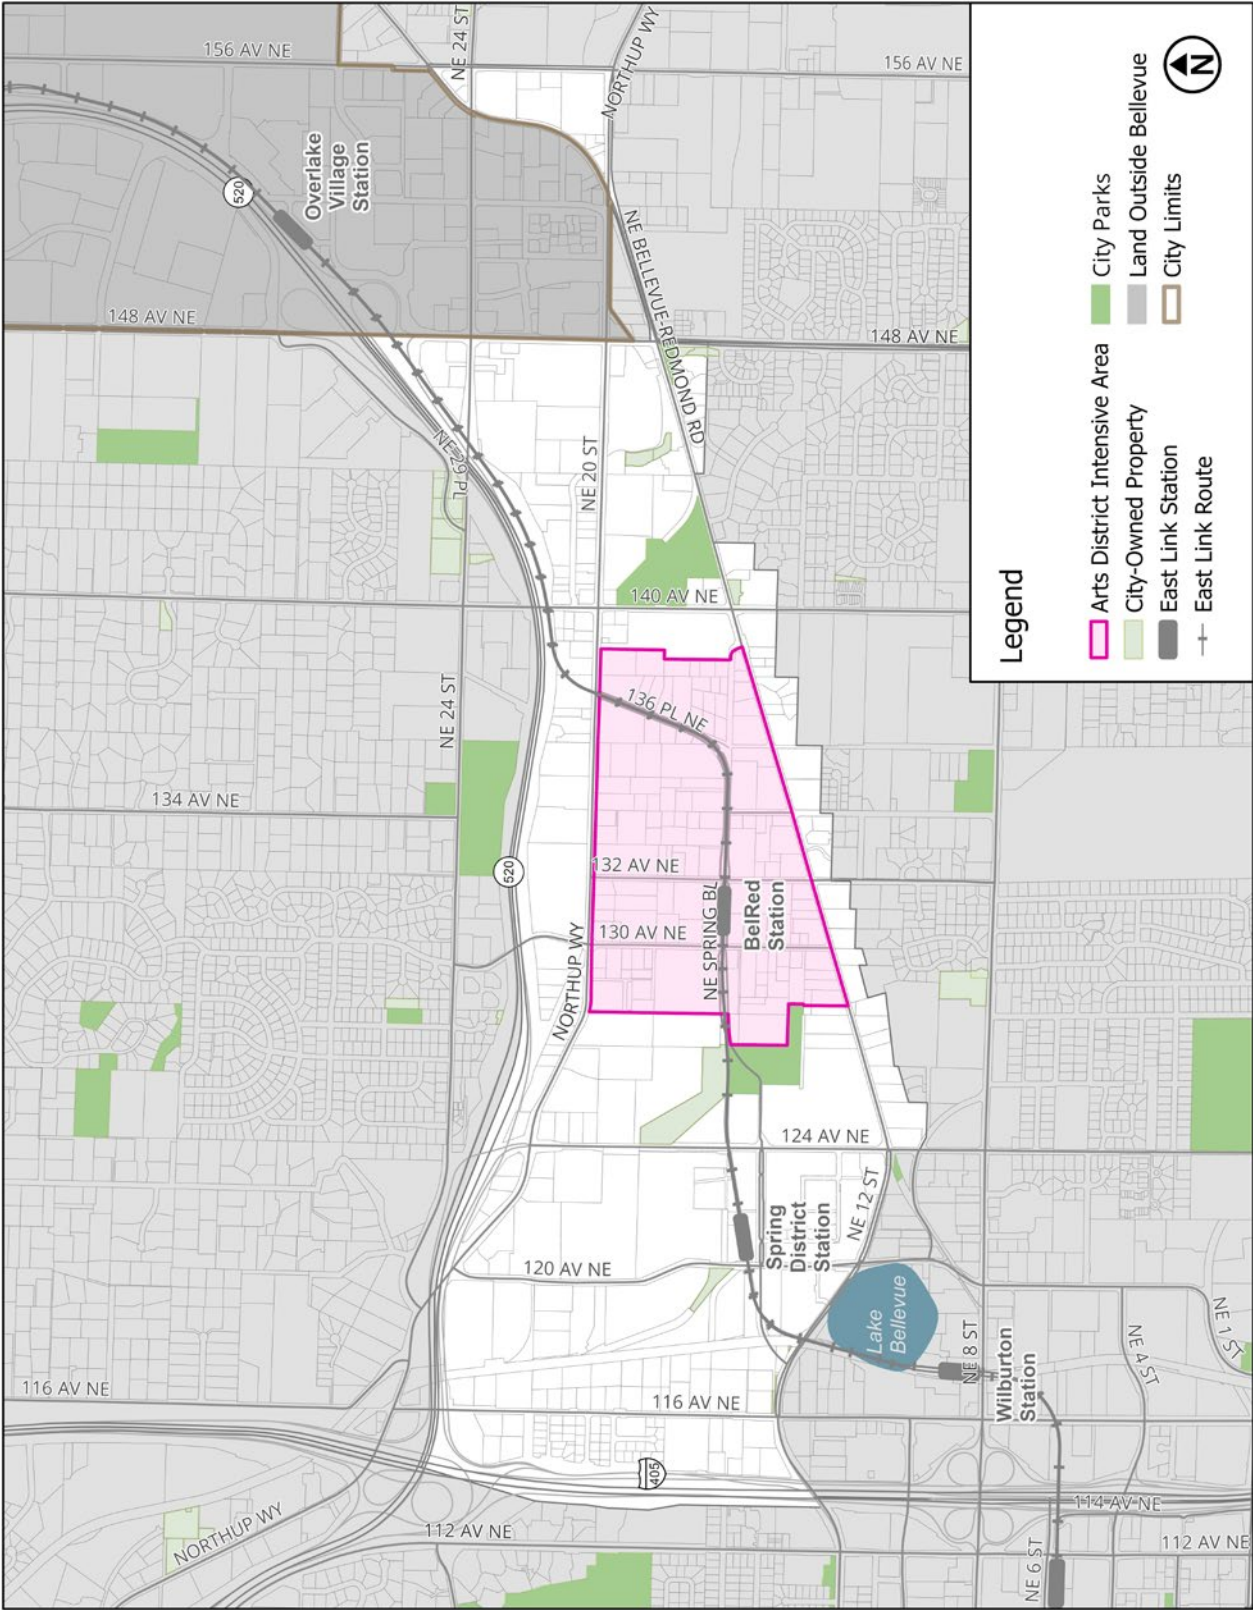 156 AV NE
NE 24 ST
NORTHUP WY
156 AV NE
520
Overlake
Village
Station
148 AV NE
NE BELLEVUE-REDMOND RD
148 AV NE
NE 29 PL
NE 20 ST
140 AV NE
NE 24 ST
136 PL NE
134 AV NE
520
132 AV NE
NE SPRING BL
BelRed
Station
130 AV NE
NORTHUP WY
124 AV NE
NE 12 ST
Spring
District
Station
120 AV NE
Lake
Bellevue
NE 8 ST
NE 4 ST
NE 1 ST
Wilburton
Station
116 AV NE
116 AV NE
405
114 AV NE
NORTHUP WY
112 AV NE
NE 6 ST
112 AV NE
Legend
Arts District Intensive Area
City-Owned Property
East Link Station
East Link Route
City Parks
Land Outside Bellevue
City Limits
N